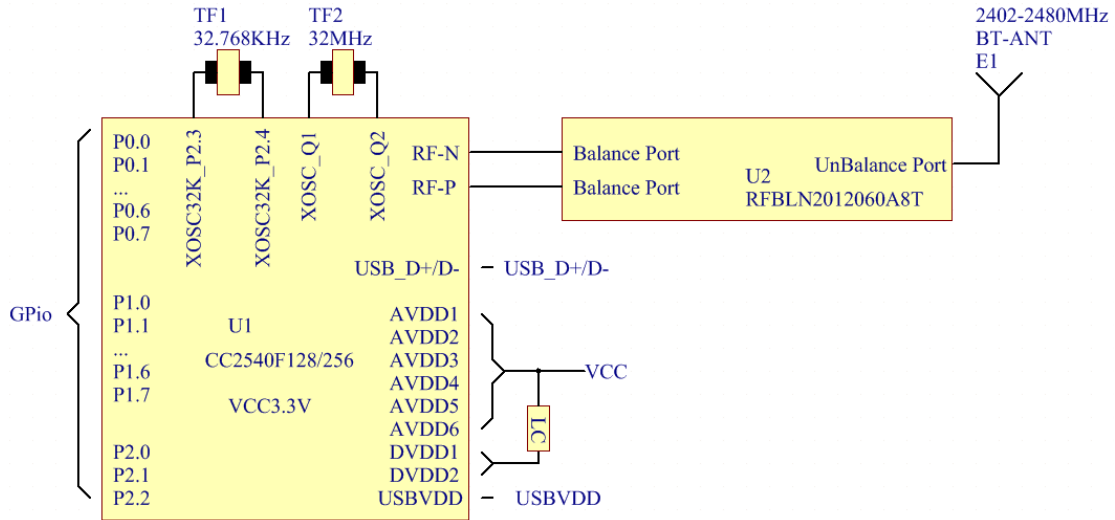 TF1
32.768KHz
TF2
32MHz
2402-2480MHz
BT-ANT
E1
P0.0
P0.1
...
P0.6
P0.7
XOSC32K_P2.3
XOSC32K_P2.4
XOSC_Q1
XOSC_Q2
RF-N
RF-P
Balance Port
Balance Port
UnBalance Port
U2
RFBLN2012060A8T
USB_D+/D-
USB_D+/D-
GPio
P1.0
P1.1
...
P1.6
P1.7
U1
CC2540F128/256
VCC3.3V
AVDD1
AVDD2
AVDD3
AVDD4
AVDD5
AVDD6
DVDD1
DVDD2
USBVDD
VCC
LC
USBVDD
P2.0
P2.1
P2.2